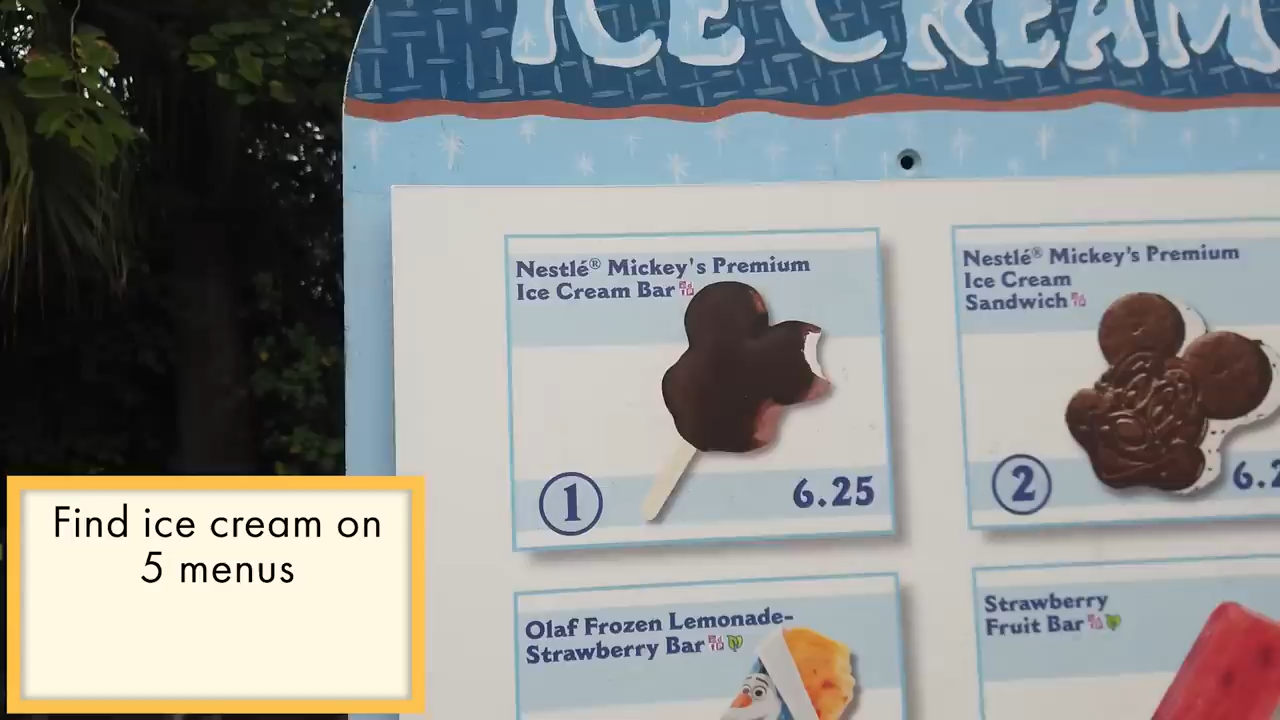 ICE CREAM
Nestlé® Mickey's Premium
Ice Cream Bar
1
6.25
Nestlé® Mickey's Premium
Ice Cream
Sandwich
2
Olaf Frozen Lemonade-
Strawberry Bar
Strawberry
Fruit Bar
Find ice cream on
5 menus